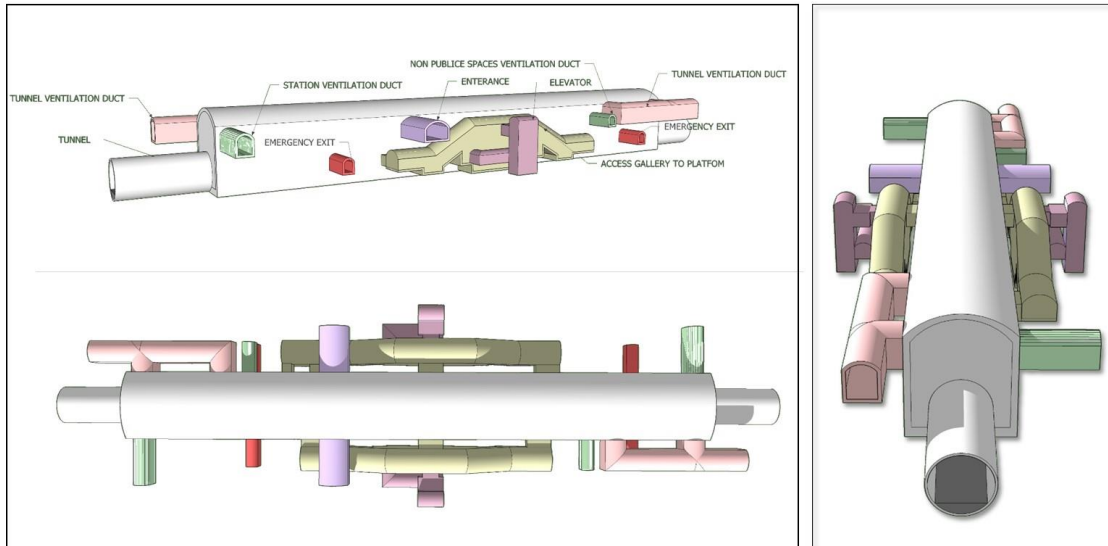 NON PUBLICE SPACES VENTILATION DUCT
TUNNEL VENTILATION DUCT
STATION VENTILATION DUCT
ENTERANCE
ELEVATOR
TUNNEL VENTILATION DUCT
EMERGENCY EXIT
TUNNEL
EMERGENCY EXIT
ACCESS GALLERY TO PLATFOM